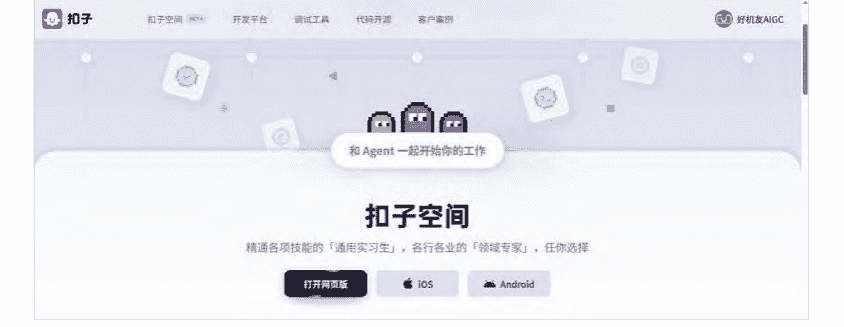 扣子
扣子空间 BETA 开发平台 调试工具 代码开源 客户案例
好机友AIGC
和 Agent 一起开给你的工作
扣子空间
精通各项技能的「通用实习生」，各行各业的「领域专家」，任你选择
打开网页版
iOS
Android